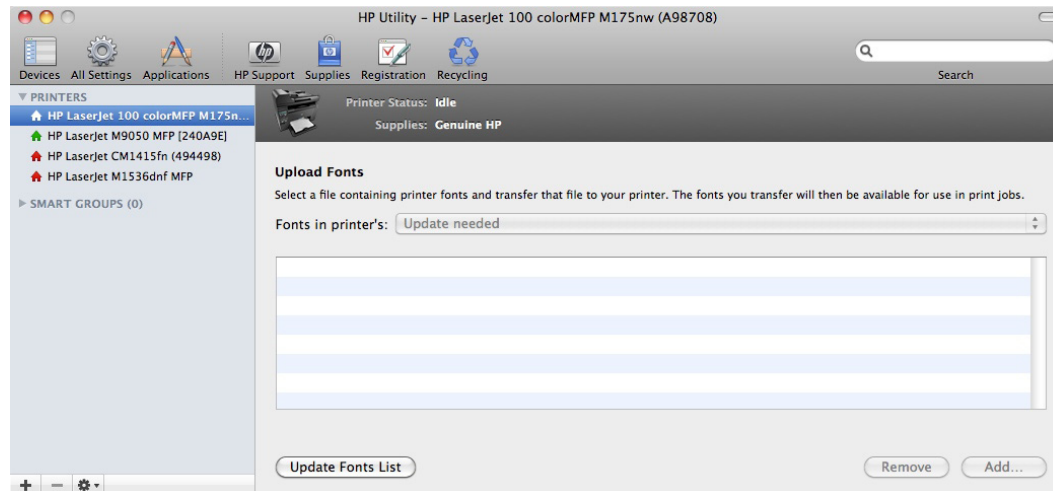 HP Utility – HP LaserJet 100 colorMFP M175nw (A98708)
Devices All Settings Applications HP Support Supplies Registration Recycling Search
PRINTERS
HP LaserJet 100 colorMFP M175n...
HP LaserJet M9050 MFP [240A9E]
HP LaserJet CM1415fn (494498)
HP LaserJet M1536dnf MFP
SMART GROUPS (0)
Printer Status: Idle
Supplies: Genuine HP
Upload Fonts
Select a file containing printer fonts and transfer that file to your printer. The fonts you transfer will then be available for use in print jobs.
Fonts in printer's: Update needed
Update Fonts List Remove Add...